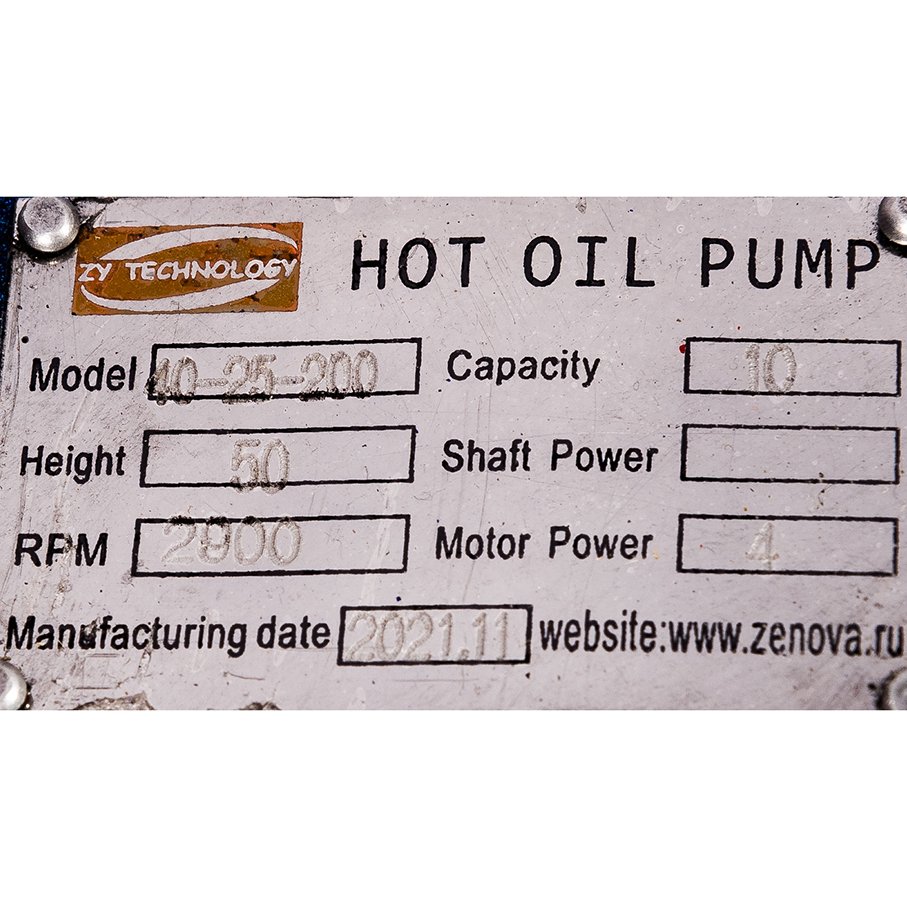 ZY TECHNOLOGY HOT OIL PUMP
Model 40-25-200 Capacity 10
Height 50 Shaft Power
RPM 2900 Motor Power 4
Manufacturing date 2021.11 website:www.zenova.ru